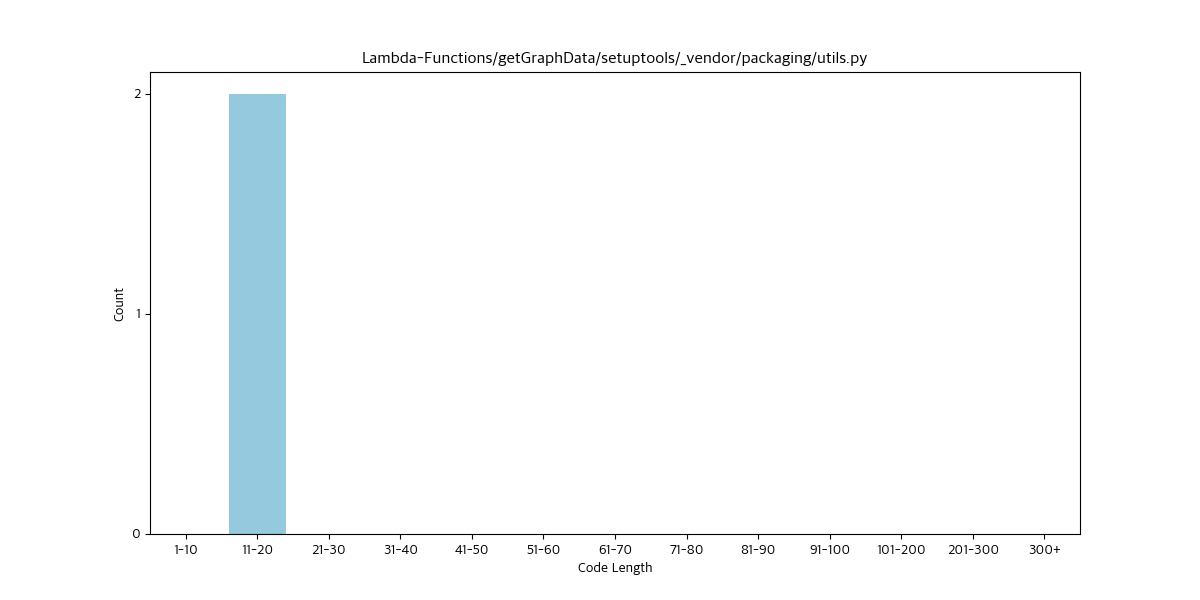 Lambda-Functions/getGraphData/setuptools/_vendor/packaging/utils.py
2
1
0
Count
1-10 11-20 21-30 31-40 41-50 51-60 61-70 71-80 81-90 91-100 101-200 201-300 300+
Code Length